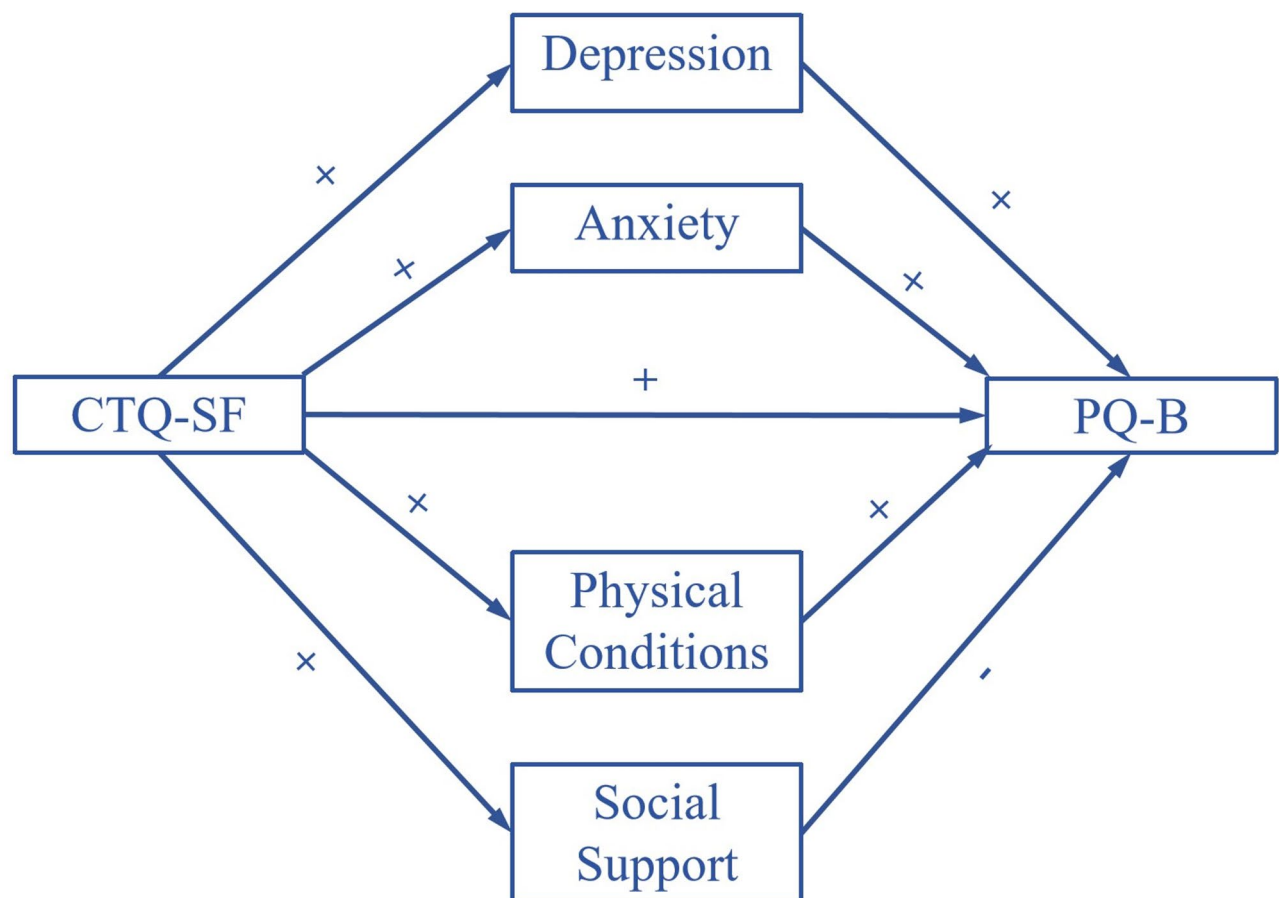 Depression
×
×
Anxiety
+
×
+
CTQ-SF
PQ-B
×
×
Physical
Conditions
×
-
Social
Support